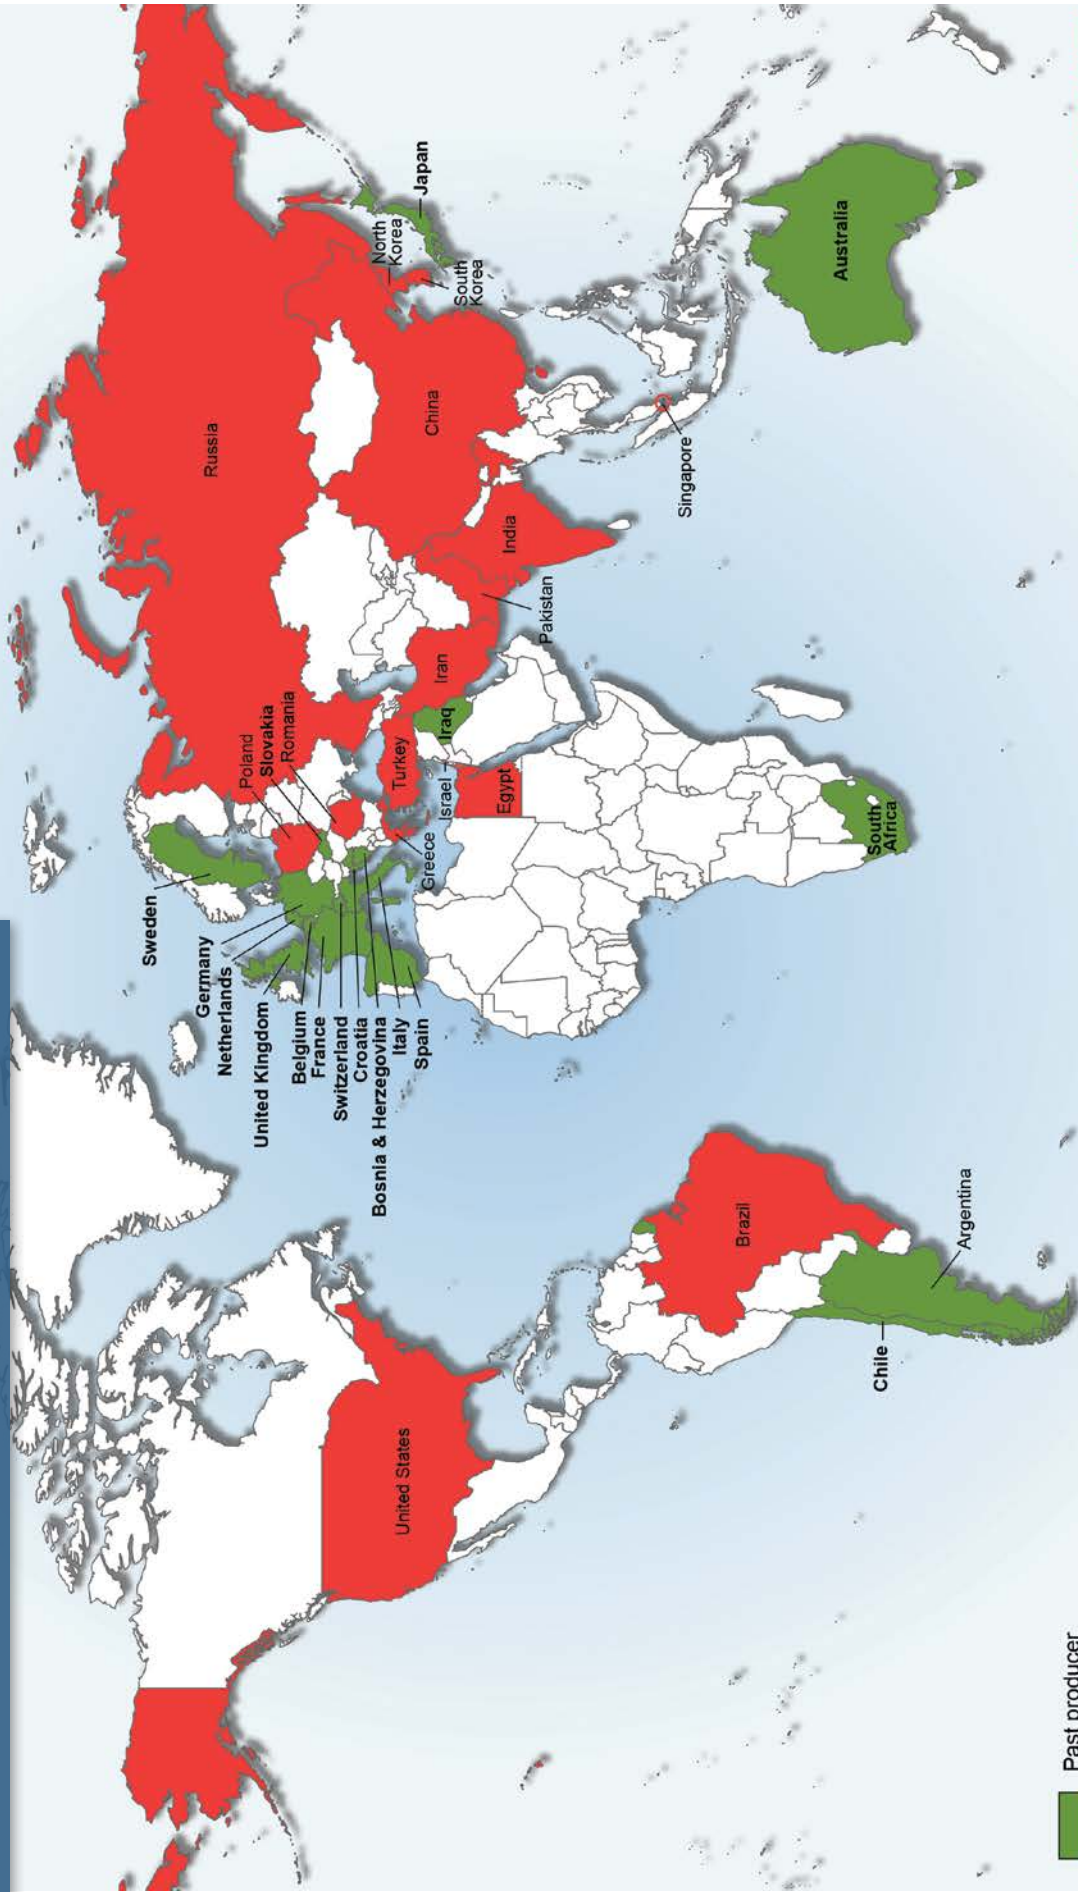 Sweden
Germany
Netherlands
United Kingdom
Belgium
France
Switzerland
Croatia
Bosnia & Herzegovina
Italy
Spain
Poland
Slovakia
Romania
Russia
Turkey
Greece
Israel
Iraq
Iran
Egypt
Pakistan
India
China
North
Korea
South
Korea
Japan
Singapore
Australia
South
Africa
United States
Brazil
Chile
Argentina
Past producer